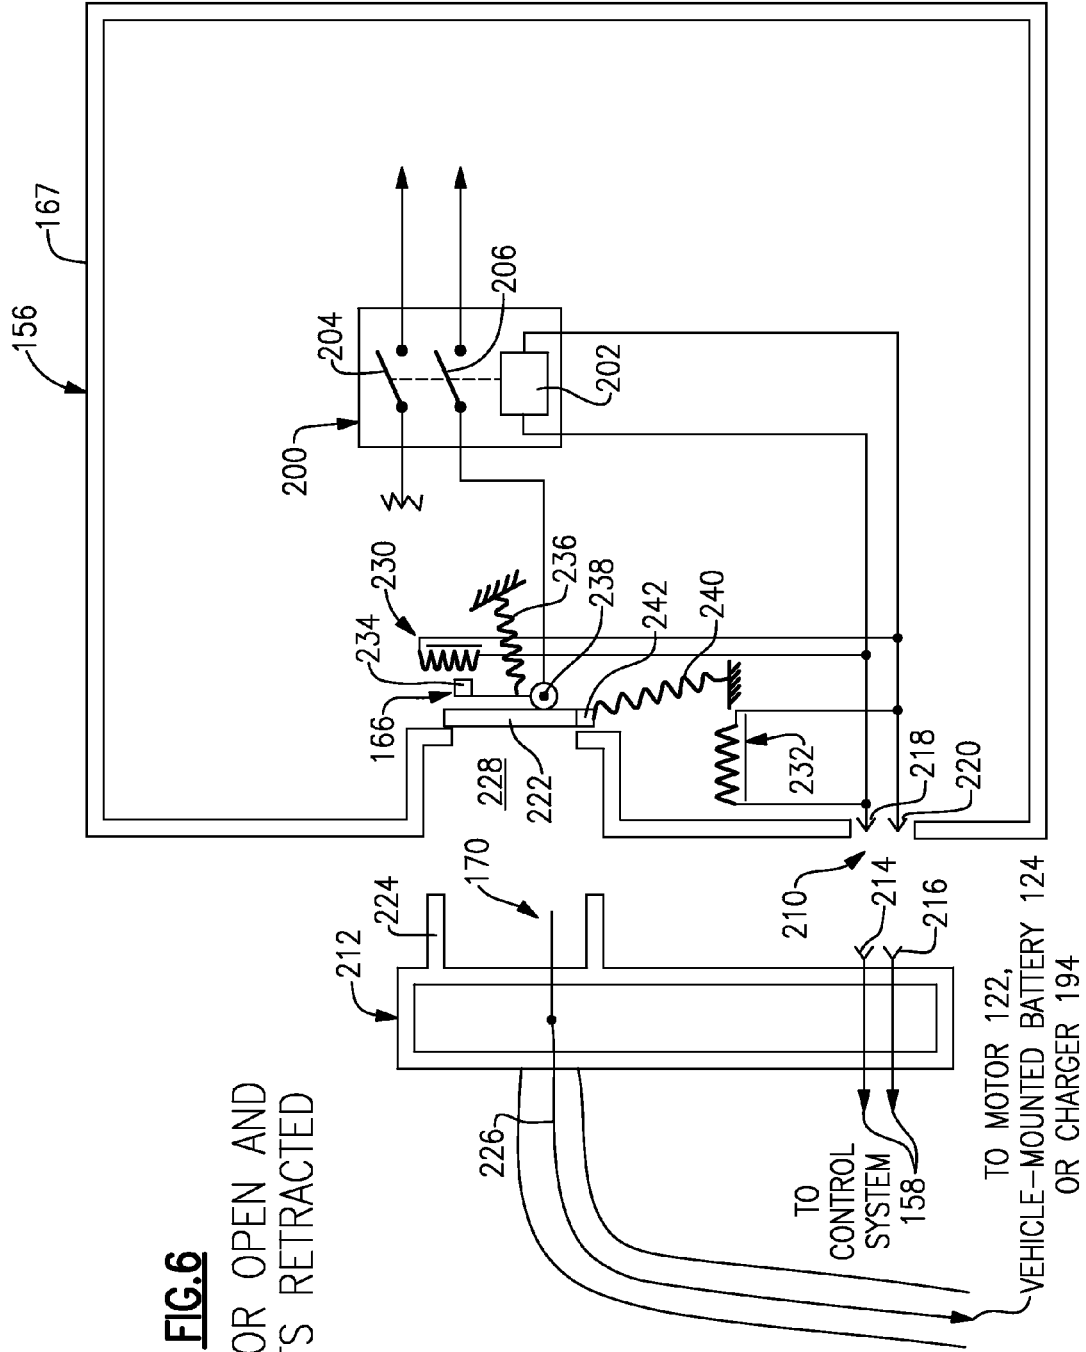 FIG.6
OR OPEN AND
RETRACTED
156
167
200
204
206
202
230
234
236
238
242
240
166
228
222
232
218
220
210
214
216
170
224
212
226
TO
CONTROL
SYSTEM
158
TO MOTOR 122,
VEHICLE-MOUNTED BATTERY 124
OR CHARGER 194